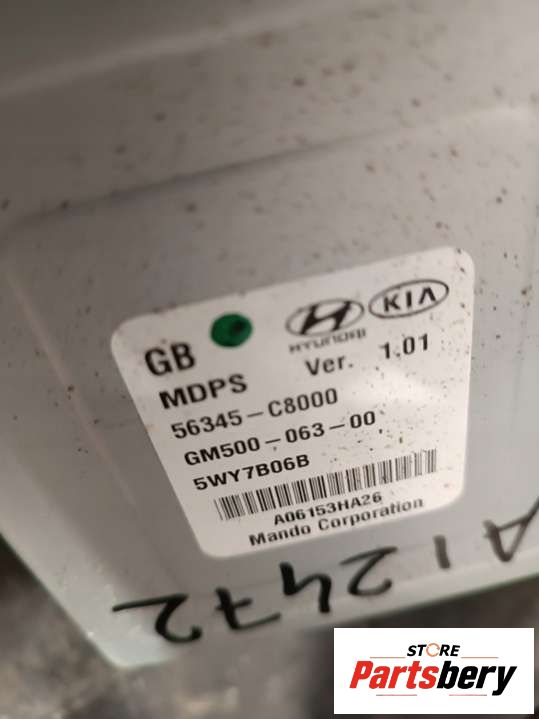 GB
HYUNDAI
KIA
MDPS
Ver. 1.01
56345-C8000
GM500-063-00
5WY7B06B
A06153HA26
Mando Corporation
A12472
STORE
Partsbery